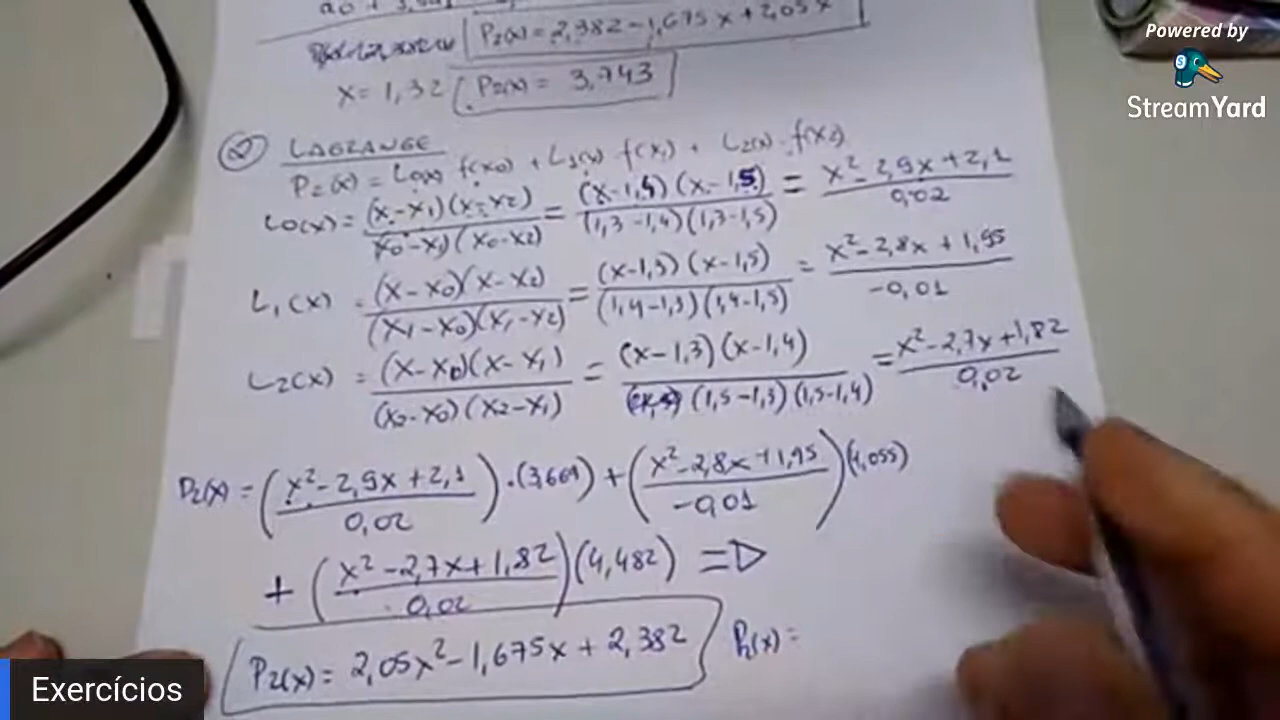 a0 + 3,
P2(x) = 2,382 - 1,675x + 2,05x
x = 1,32 P2(x) = 3,743
Powered by
StreamYard
2 LAGRANGE
P2(x) = L0(x) f(x0) + L1(x) f(x1) + L2(x) . f(x2)
L0(x) = (x-x1)(x-x2) / (x0-x1)(x0-x2) = (x-1,4)(x-1,5) / (1,3-1,4)(1,3-1,5) = x² - 2,9x + 2,1 / 0,02
L1(x) = (x-x0)(x-x2) / (x1-x0)(x1-x2) = (x-1,3)(x-1,5) / (1,4-1,3)(1,4-1,5) = x² - 2,8x + 1,95 / -0,01
L2(x) = (x-x0)(x-x1) / (x2-x0)(x2-x1) = (x-1,3)(x-1,4) / (1,5-1,3)(1,5-1,4) = x² - 2,7x + 1,82 / 0,02
P2(x) = (x² - 2,9x + 2,1 / 0,02) . (3,669) + (x² - 2,8x + 1,95 / -0,01) (4,055)
+ (x² - 2,7x + 1,82 / 0,02) (4,482) ⇒
P2(x) = 2,05x² - 1,675x + 2,382 P2(x) =
Exercícios